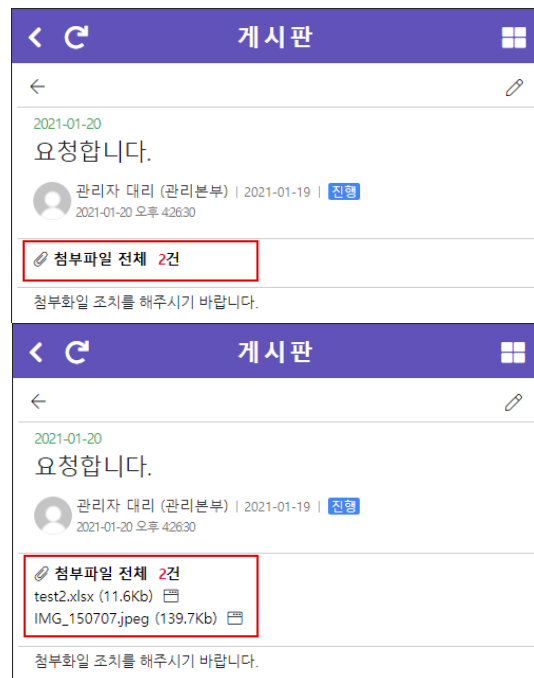 게시판
2021-01-20
요청합니다.
관리자 대리 (관리본부) | 2021-01-19 | 진행
2021-01-20 오후 4:26:30
첨부파일 전체 2건
첨부화일 조치를 해주시기 바랍니다.
게시판
2021-01-20
요청합니다.
관리자 대리 (관리본부) | 2021-01-19 | 진행
2021-01-20 오후 4:26:30
첨부파일 전체 2건
test2.xlsx (11.6Kb)
IMG_150707.jpeg (139.7Kb)
첨부화일 조치를 해주시기 바랍니다.